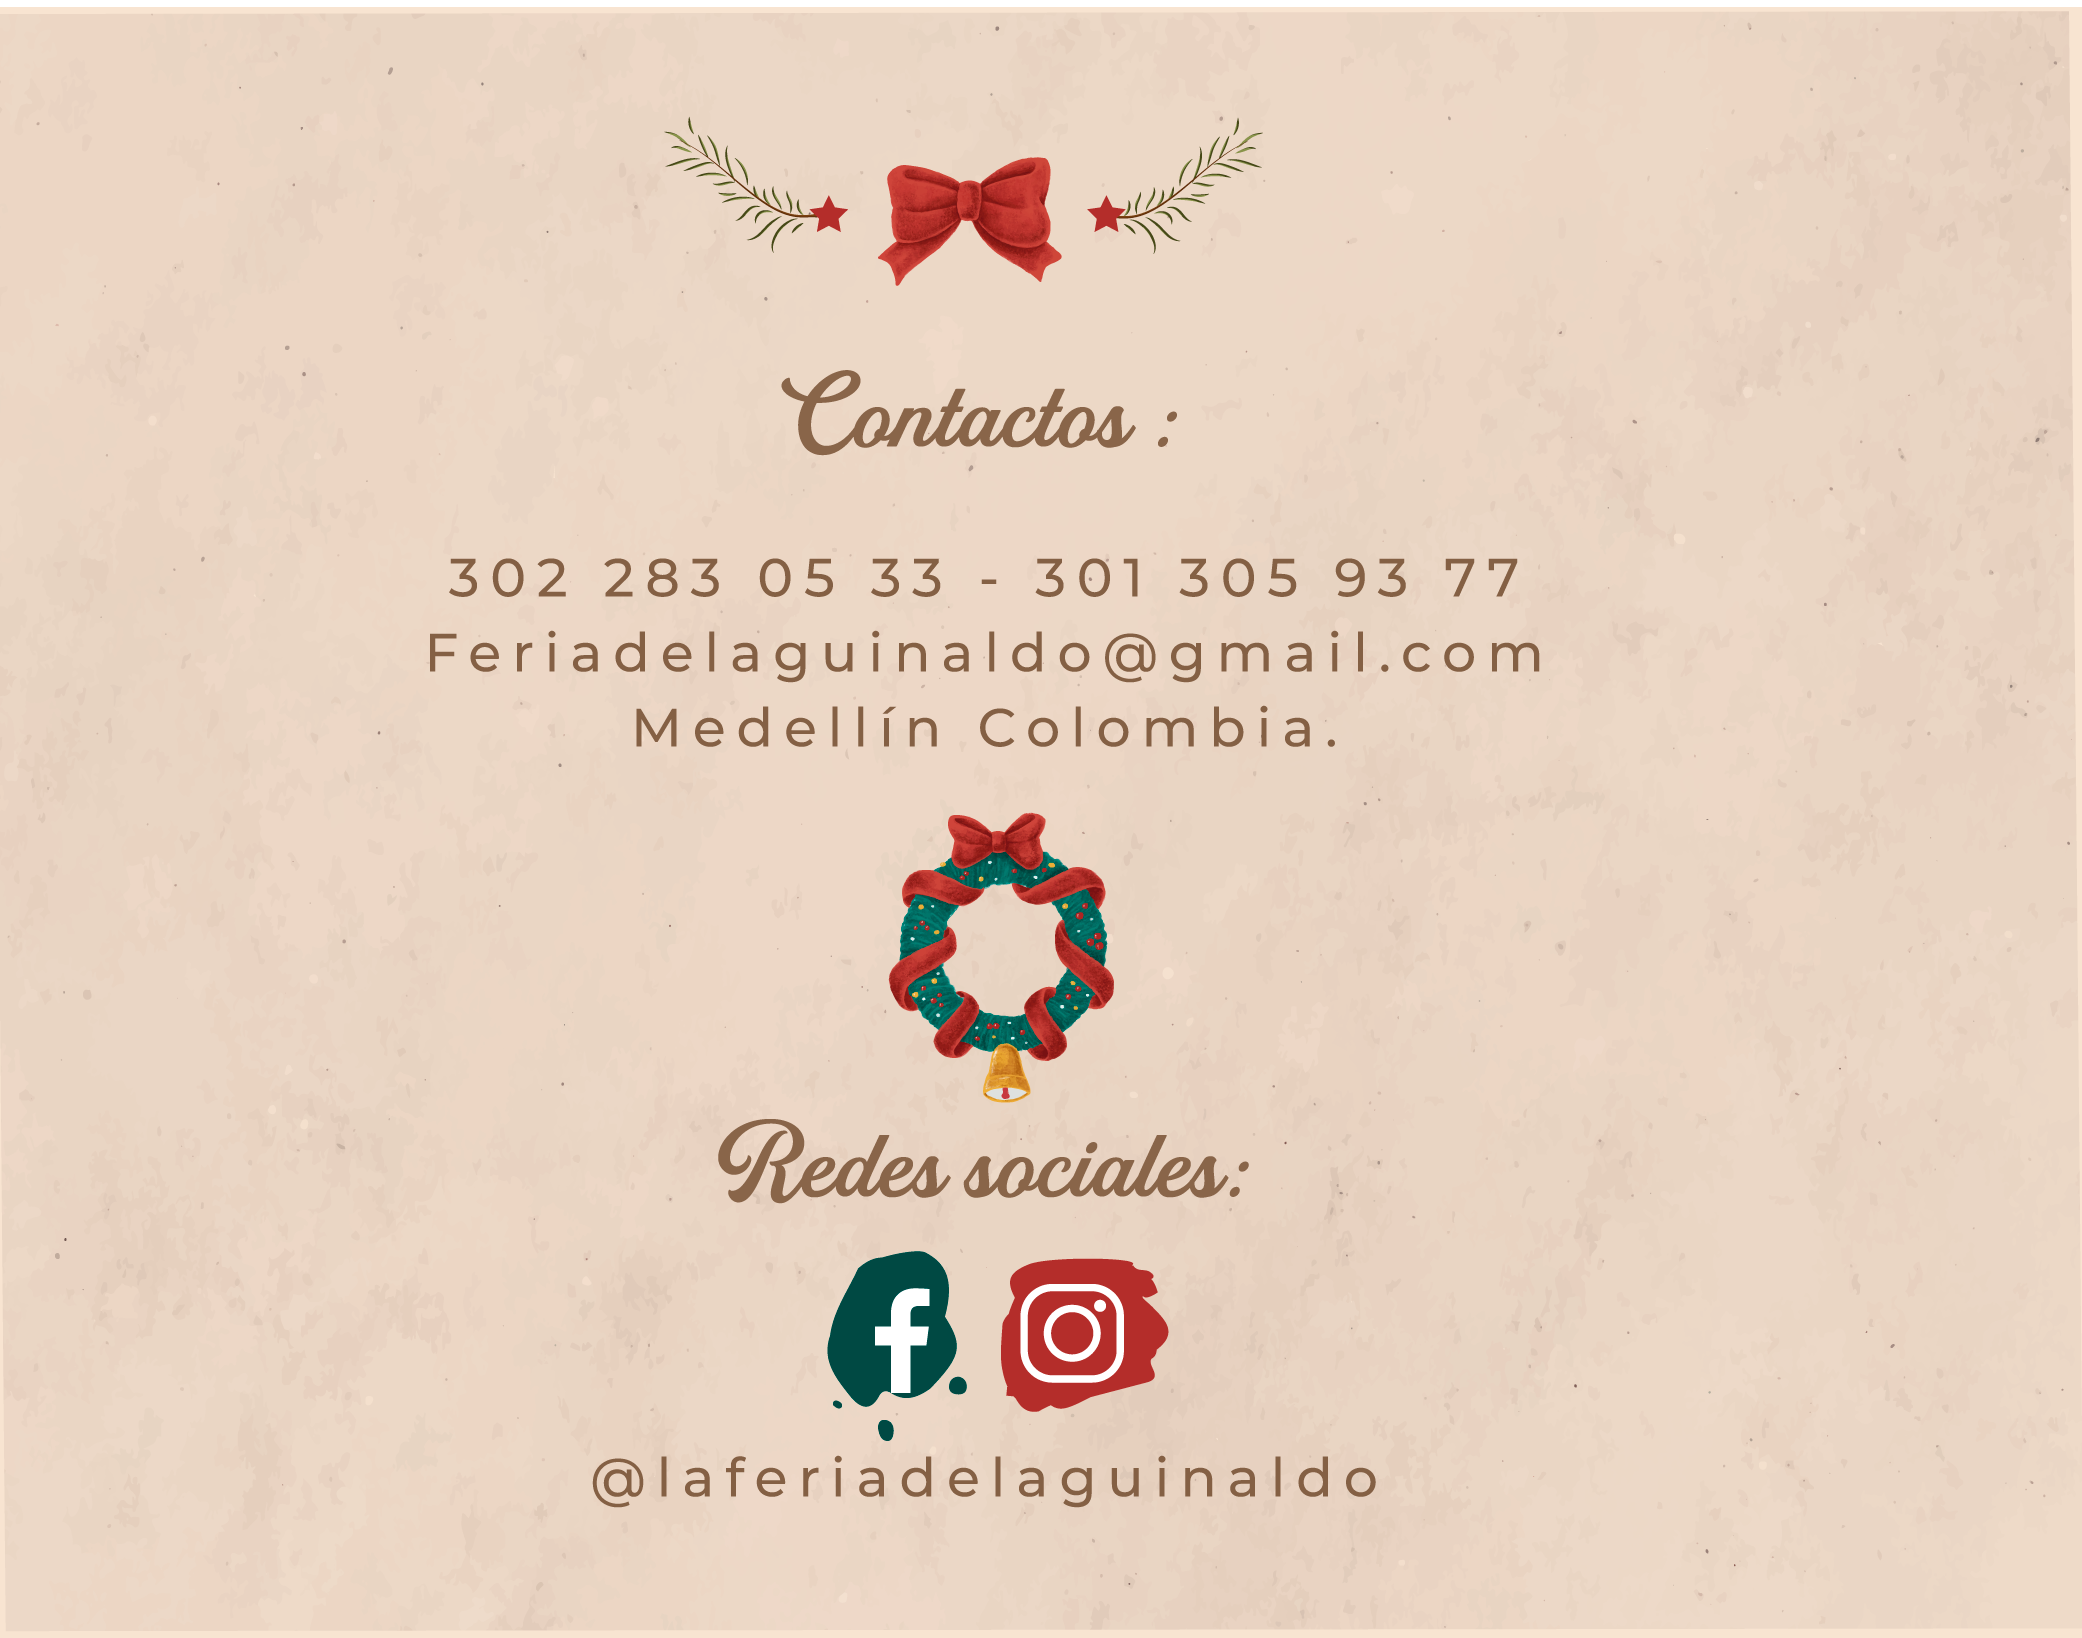 Contactos :
302 283 05 33 - 301 305 93 77
Feriadelaguinaldo@gmail.com
Medellín Colombia.
Redes sociales:
@laferiadelaguinaldo